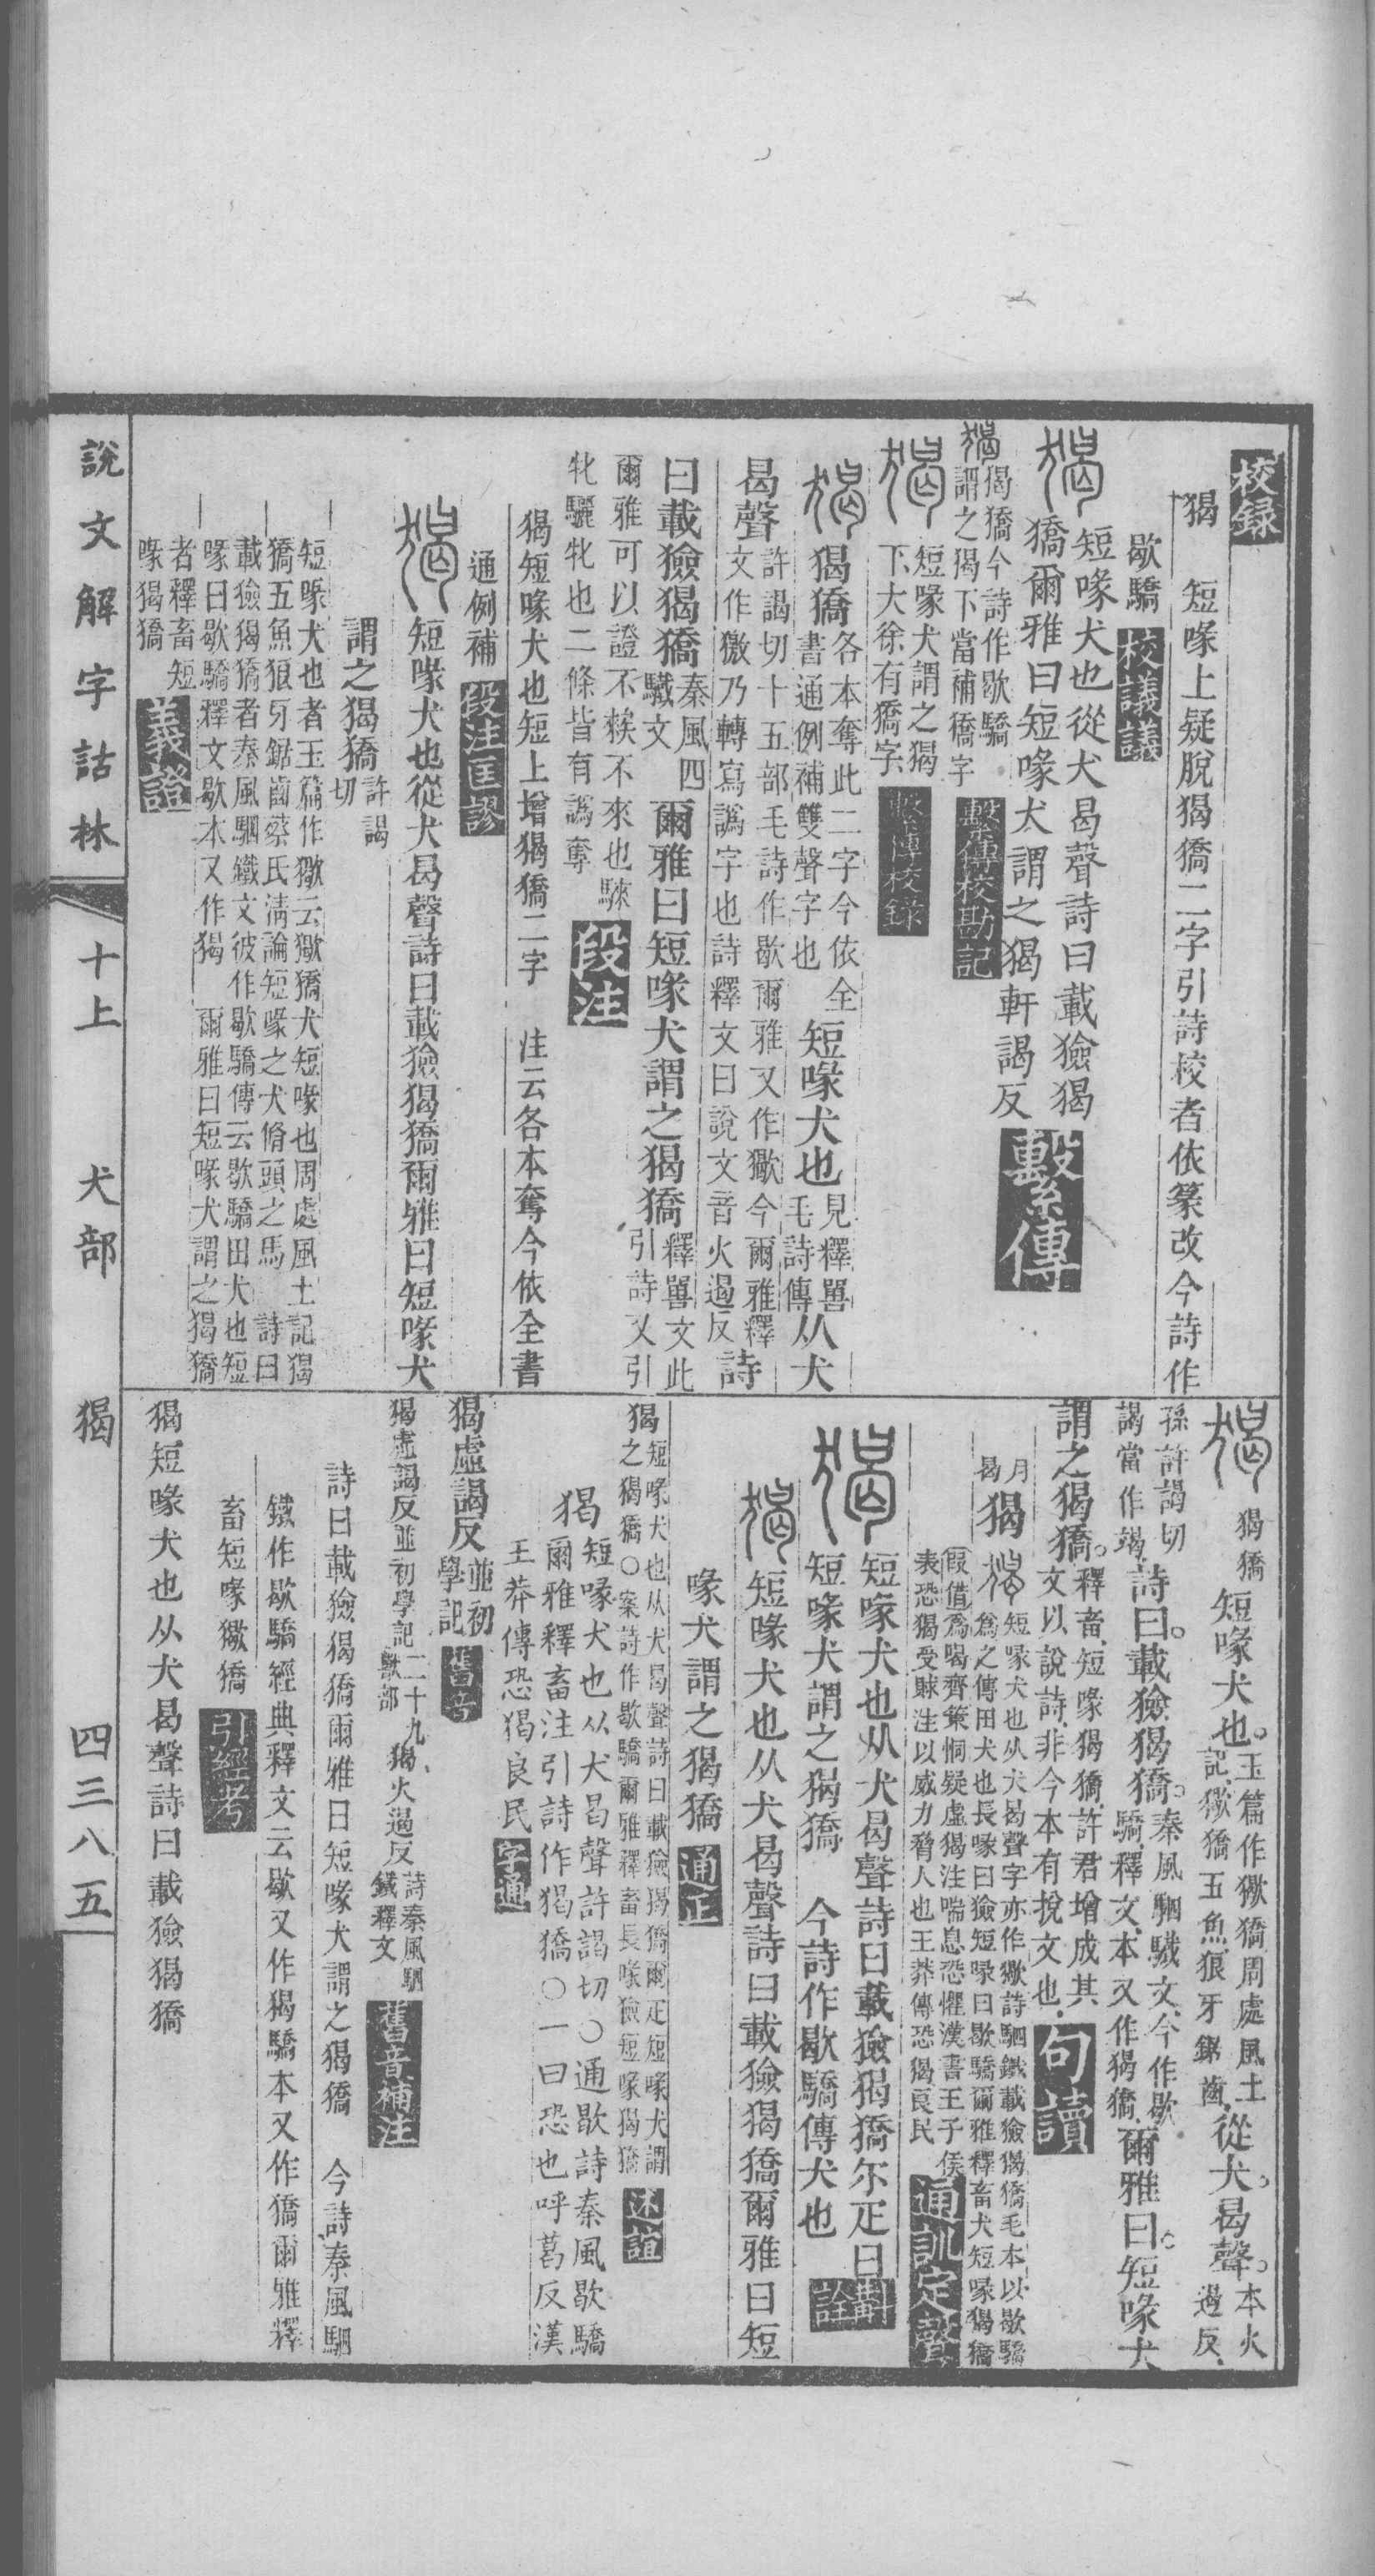 校録
猲　短喙上疑脫猲獢二字引詩校者依篆改今詩作
歇驕 校議議
猲 短喙犬也從犬曷聲詩曰載獫猲
獢爾雅曰短喙犬謂之猲軒謁反 繫傳
猲 猲獢今詩作歇驕
謂之猲下當補獢字 繫傳校勘記
猲 短喙犬謂之猲
下大徐有獢字 繫傳校錄
猲 猲獢 各本奪此二字今依全
書通例補雙聲字也 短喙犬也 見釋嘼
毛詩傳 从犬
曷聲 許謁切十五部毛詩作歇爾雅又作獥今爾雅釋
文作獥乃轉寫譌字也詩釋文曰說文音火遏反 詩
曰載獫猲獢 秦風四
驖文 爾雅曰短喙犬謂之猲獢 釋嘼文此
引詩又引
爾雅可以證不䅘不來也騋
牝驪牝也二條皆有譌奪 段注
猲短喙犬也短上增猲獢二字　注云各本奪今依全書
通例補 段注匡謬
猲 短喙犬也從犬曷聲詩曰載獫猲獢爾雅曰短喙犬
謂之猲獢 許謁
切
短喙犬也者玉篇作獥云獥獢犬短喙也周處風土記猲
獢五魚狼牙鋸齒蔡氏淸論短喙之犬脩頭之馬　詩曰
載獫猲獢者秦風駟鐵文彼作歇驕傳云歇驕田犬也短
喙曰歇驕釋文歇本又作猲　爾雅曰短喙犬謂之猲獢
者釋畜短
喙猲獢 義證
猲 猲獢短喙犬也。 玉篇作獥獢周處風土
記，獥獢五魚，狼牙鋸齒， 從犬。曷聲。 本火
遏反，
孫許謁切
謁當作竭， 詩曰。載獫猲獢。 秦風駟驖文，今作歇
驕，釋文，本又作猲獢， 爾雅曰。短喙犬
謂之猲獢。 釋畜，短喙猲獢，許君增成其
文以說詩，非今本有挩文也， 句讀
月
曷 猲 猲 短喙犬也从犬曷聲字亦作獥詩駟鐵載獫猲獢毛本以歇驕
爲之傳田犬也長喙曰獫短喙曰歇驕爾雅釋畜犬短喙猲獢
假借爲喝齊策恫疑虛猲注喘息恐懼漢書王子侯
表恐猲受賕注以威力脅人也王莽傳恐猲良民 通訓定聲
猲 短喙犬也从犬曷聲詩曰載獫猲獢尔疋曰
短喙犬謂之猲獢　今詩作歇驕傳犬也 斠詮
猲 短喙犬也从犬曷聲詩曰載獫猲獢爾雅曰短
喙犬謂之猲獢 通正
猲 短喙犬也从犬曷聲詩曰載獫猲獢爾疋短喙犬謂
之猲獢〇案詩作歇驕爾雅釋畜長喙獫短喙猲獢 述誼
猲 短喙犬也从犬曷聲許謁切〇通歇詩秦風歇驕
爾雅釋畜注引詩作猲獢〇一曰恐也呼葛反漢
王莽傳恐猲良民 字通
猲虛謁反 並初
學記 舊音
猲虛謁反並初學記二十九
獸部 猲火遏反 詩秦風駟
鐵釋文 舊音補注
詩曰載獫猲獢爾雅曰短喙犬謂之猲獢　今詩秦風駟
鐵作歇驕經典釋文云歇又作猲驕本又作獢爾雅釋
畜短喙獥獢 引經考
猲短喙犬也从犬曷聲詩曰載獫猲獢
說文解字詁林　十上　犬部　猲　四三八五